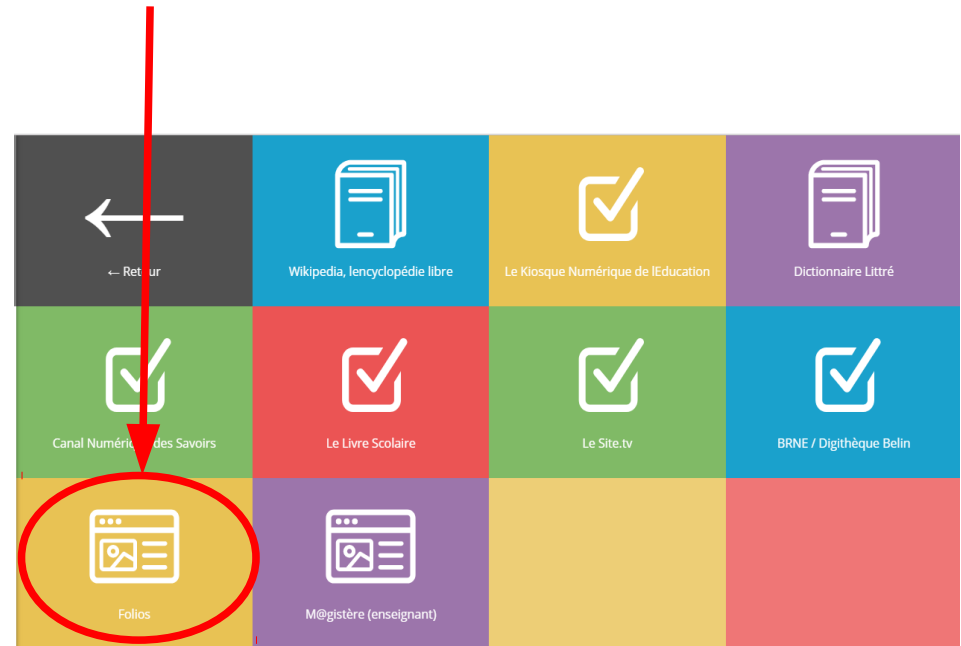 ← Retour
Wikipedia, lencyclopédie libre
Le Kiosque Numérique de lEducation
Dictionnaire Littré
Canal Numérique des Savoirs
Le Livre Scolaire
Le Site.tv
BRNE / Digithèque Belin
Folios
M@gistère (enseignant)